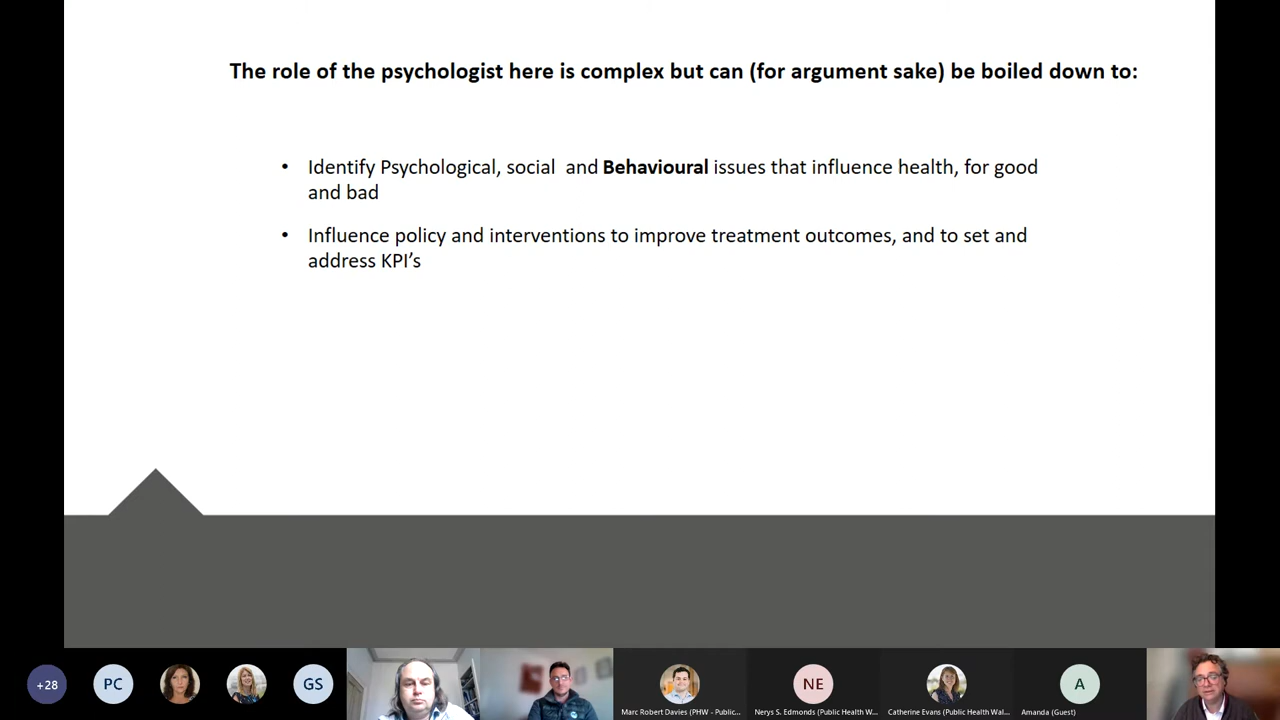 The role of the psychologist here is complex but can (for argument sake) be boiled down to:
• Identify Psychological, social and Behavioural issues that influence health, for good
and bad
• Influence policy and interventions to improve treatment outcomes, and to set and
address KPI's
+28
PC
GS
NE
A
Marc Robert Davies (PHW - Public...
Nerys S. Edmonds (Public Health W...
Catherine Evans (Public Health Wal...
Amanda (Guest)